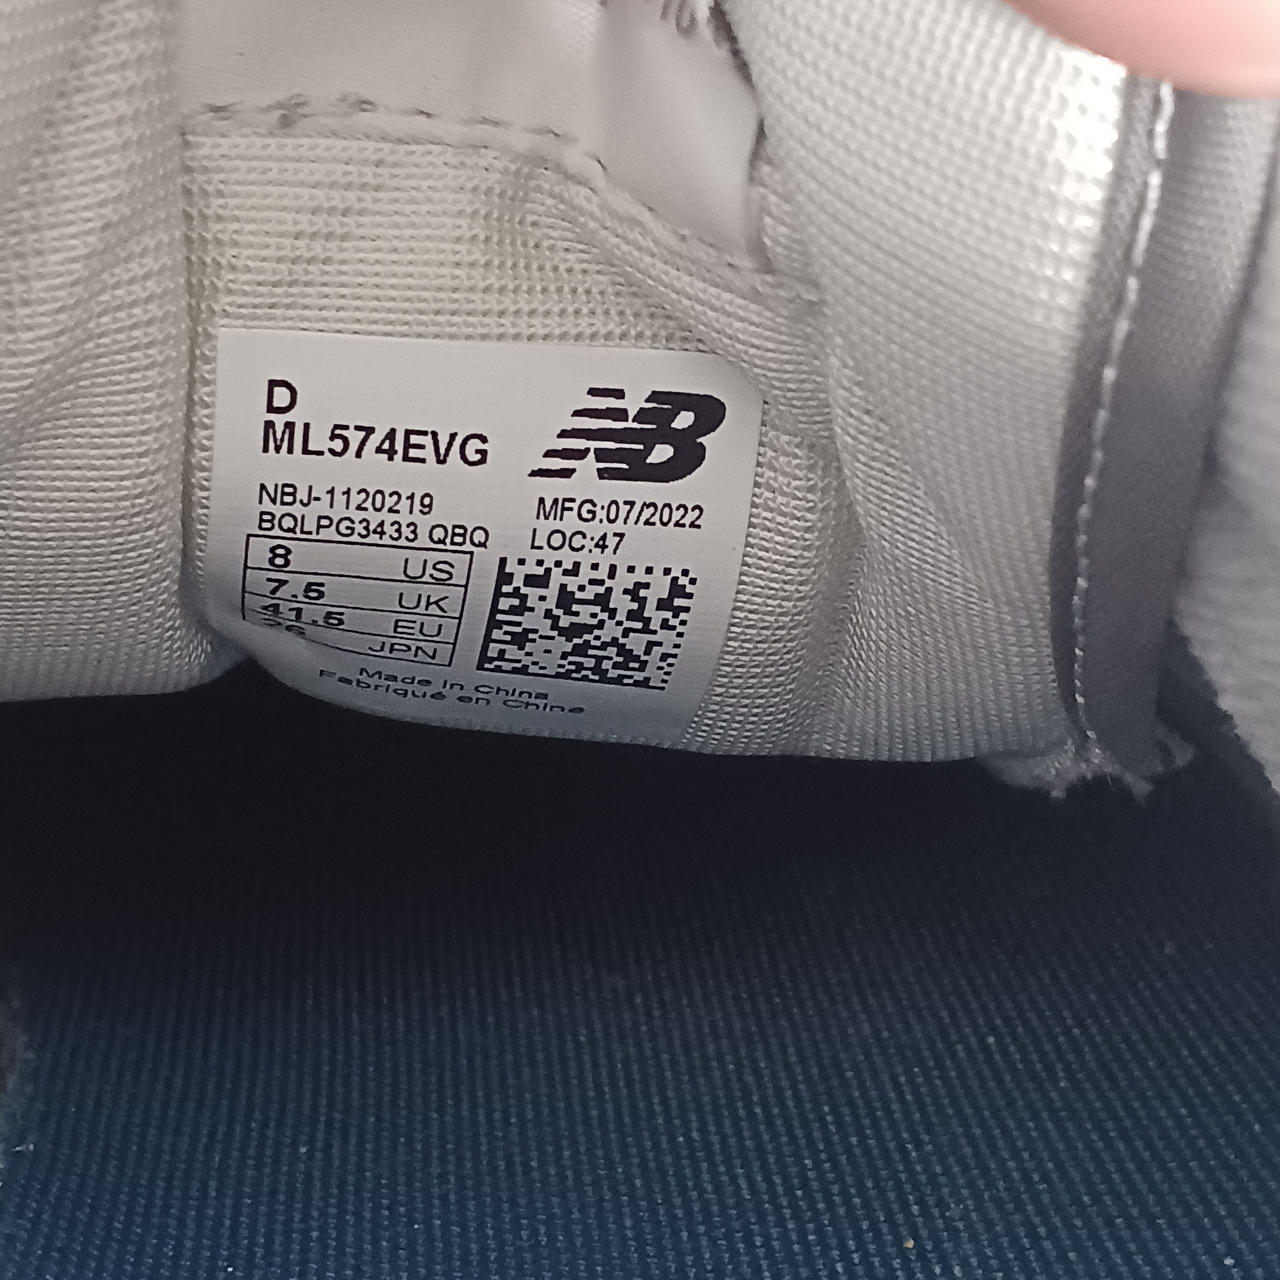 D
ML574EVG
NB
NBJ-1120219
BQLPG3433 QBQ
MFG:07/2022
LOC:47
8 US
7.5 UK
41.5 EU
26 JPN
Made in China
Fabriqué en Chine